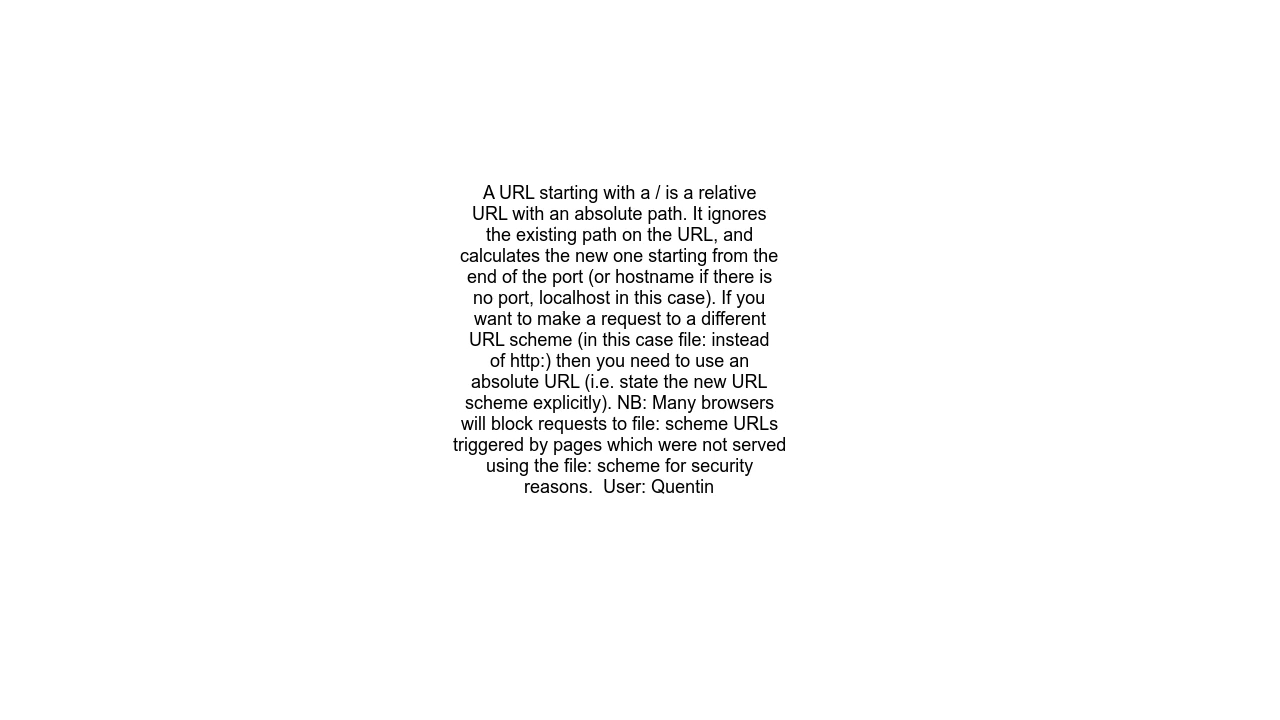 A URL starting with a / is a relative
URL with an absolute path. It ignores
the existing path on the URL, and
calculates the new one starting from the
end of the port (or hostname if there is
no port, localhost in this case). If you
want to make a request to a different
URL scheme (in this case file: instead
of http:) then you need to use an
absolute URL (i.e. state the new URL
scheme explicitly). NB: Many browsers
will block requests to file: scheme URLs
triggered by pages which were not served
using the file: scheme for security
reasons.  User: Quentin